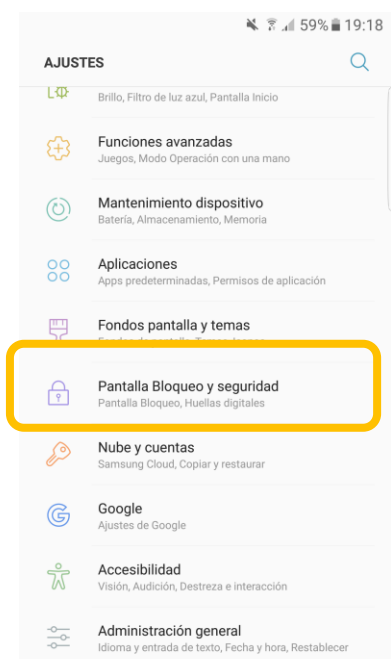 59% 19:18
AJUSTES
Brillo, Filtro de luz azul, Pantalla Inicio
Funciones avanzadas
Juegos, Modo Operación con una mano
Mantenimiento dispositivo
Batería, Almacenamiento, Memoria
Aplicaciones
Apps predeterminadas, Permisos de aplicación
Fondos pantalla y temas
Pantalla Bloqueo y seguridad
Pantalla Bloqueo, Huellas digitales
Nube y cuentas
Samsung Cloud, Copiar y restaurar
Google
Ajustes de Google
Accesibilidad
Visión, Audición, Destreza e interacción
Administración general
Idioma y entrada de texto, Fecha y hora, Restablecer